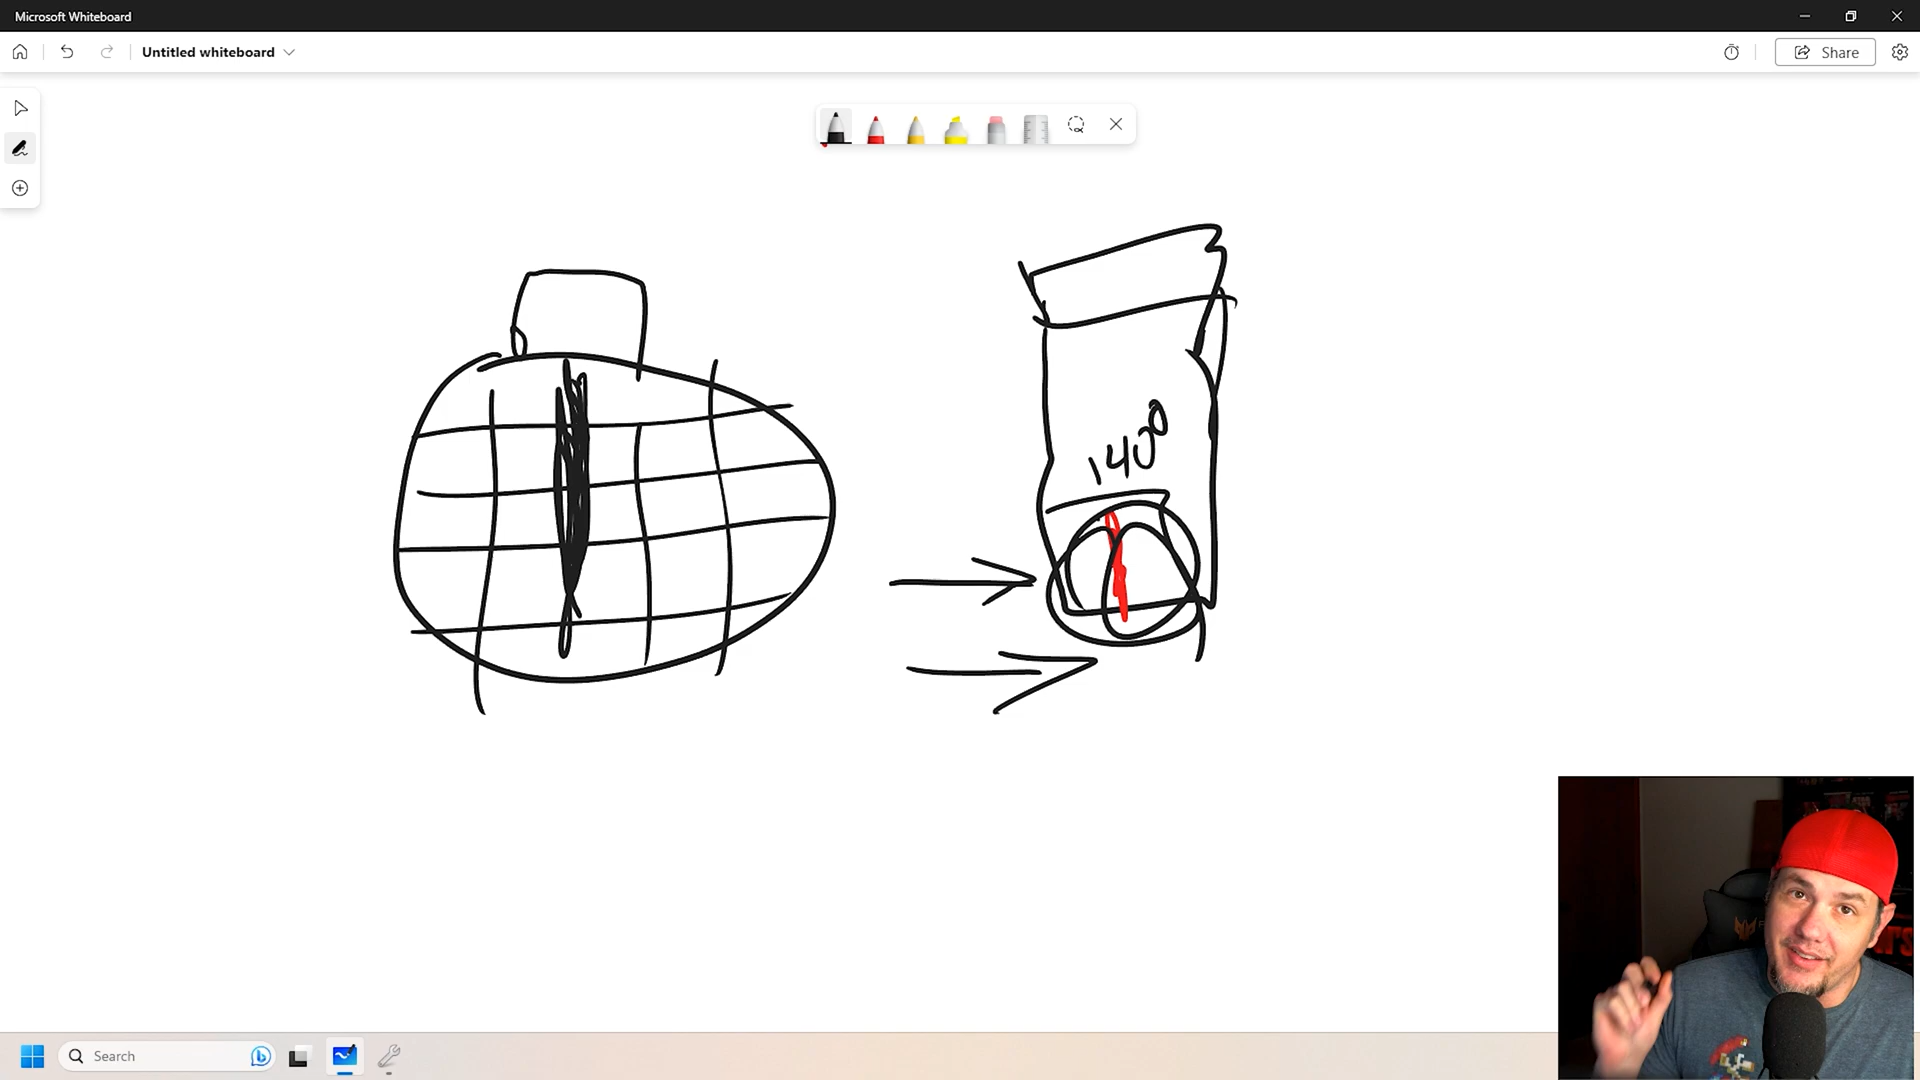 Microsoft Whiteboard
Untitled whiteboard
Share
140°
Search